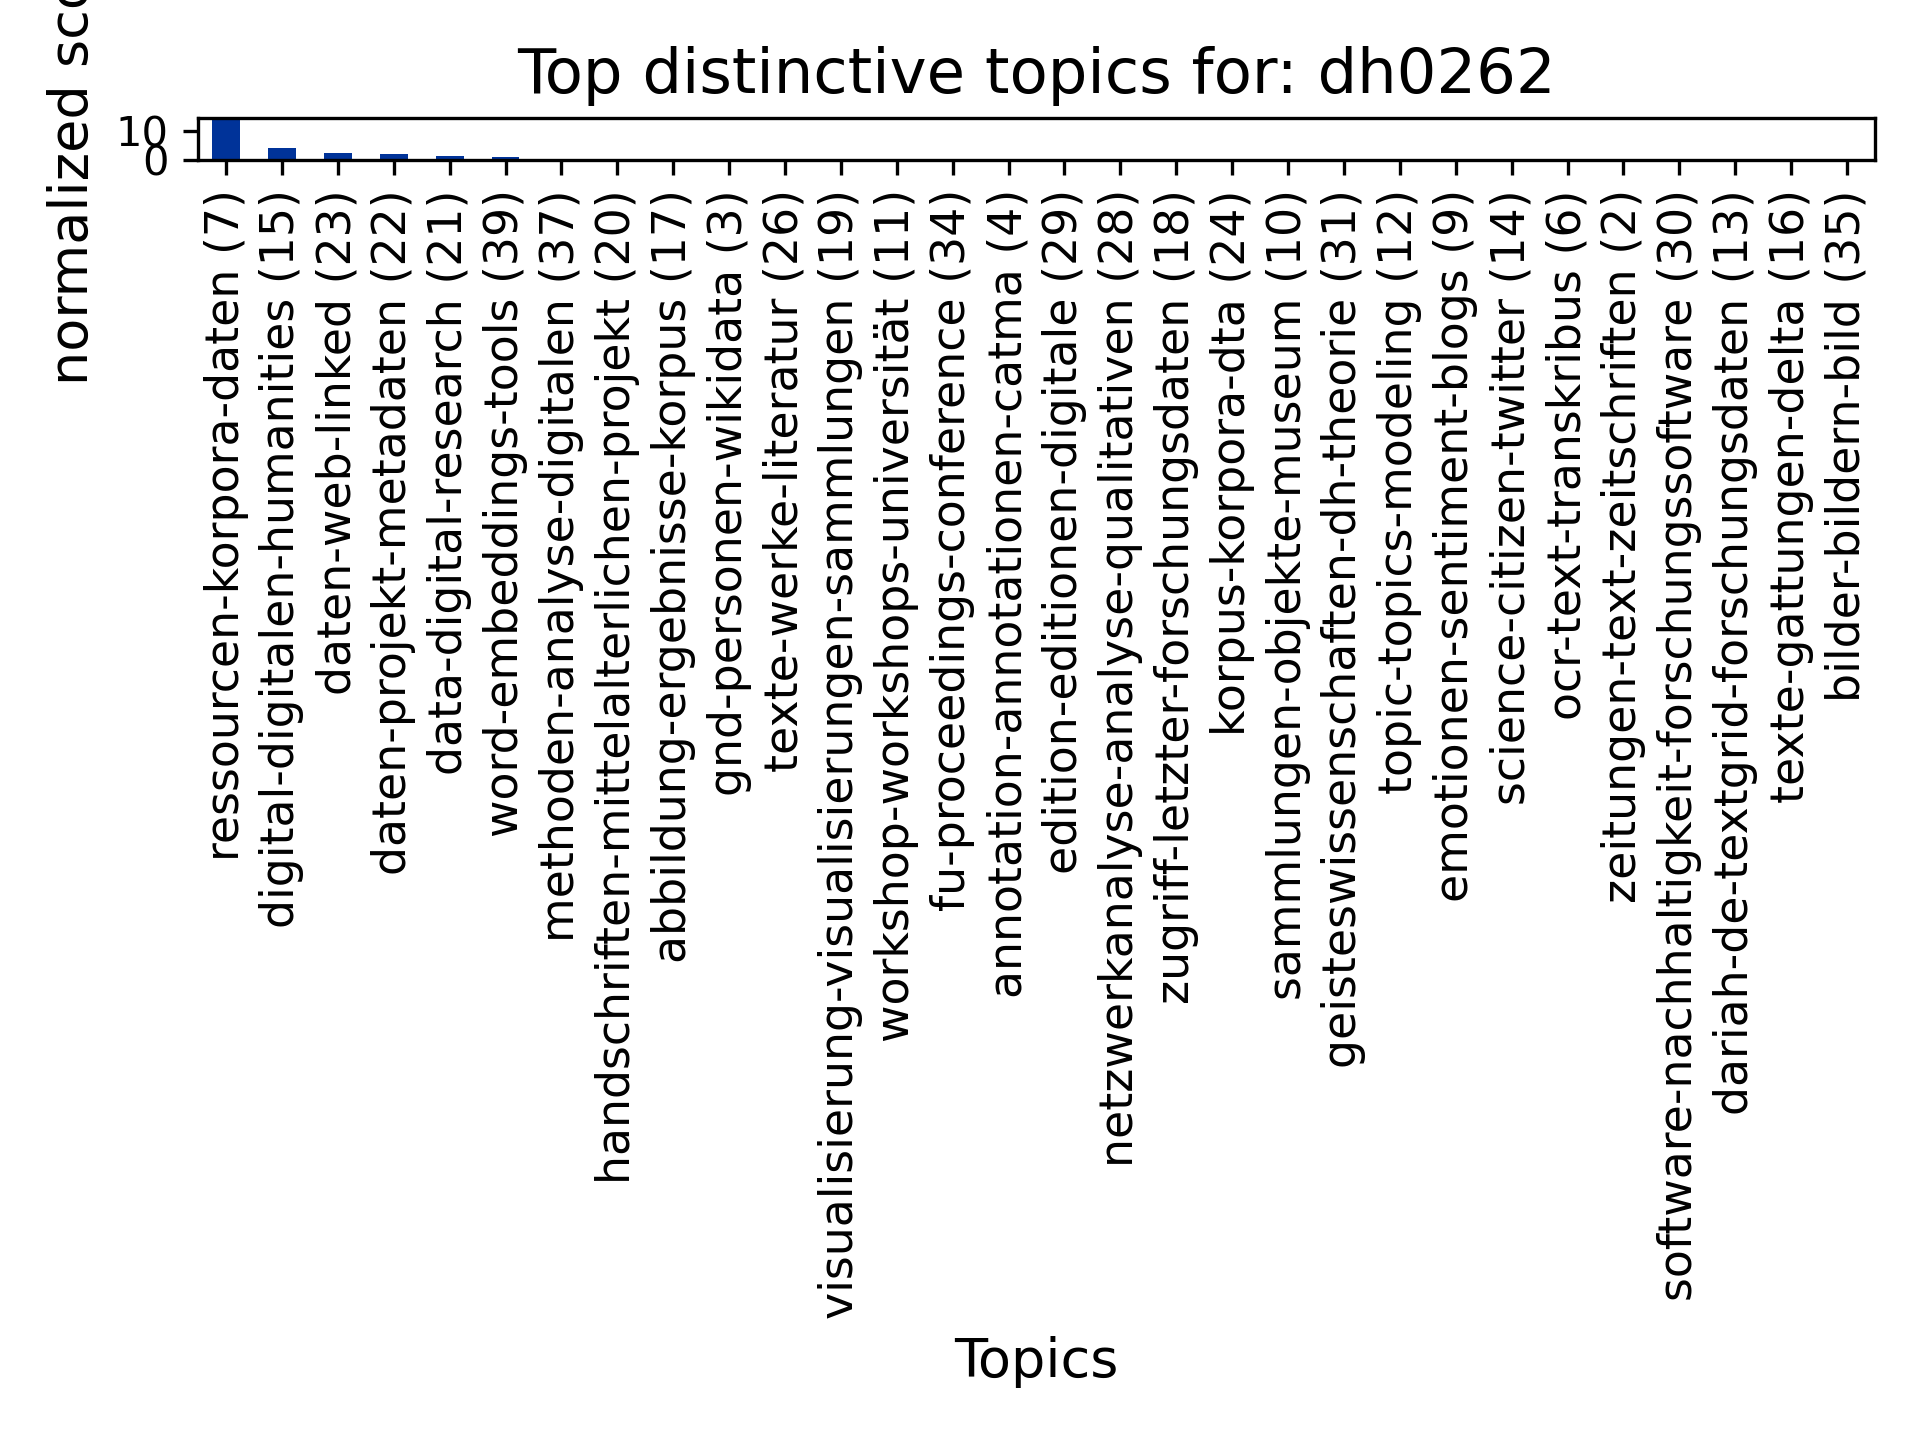 Top distinctive topics for: dh0262
normalized sco
10
0
ressourcen-korpora-daten (7)
digital-digitalen-humanities (15)
daten-web-linked (23)
daten-projekt-metadaten (22)
data-digital-research (21)
word-embeddings-tools (39)
methoden-analyse-digitalen (37)
handschriften-mittelalterlichen-projekt (20)
abbildung-ergebnisse-korpus (17)
gnd-personen-wikidata (3)
texte-werke-literatur (26)
visualisierung-visualisierungen-sammlungen (19)
workshop-workshops-universität (11)
fu-proceedings-conference (34)
annotation-annotationen-catma (4)
edition-editionen-digitale (29)
netzwerkanalyse-analyse-qualitativen (28)
zugriff-letzter-forschungsdaten (18)
korpus-korpora-dta (24)
sammlungen-objekte-museum (10)
geisteswissenschaften-dh-theorie (31)
topic-topics-modeling (12)
emotionen-sentiment-blogs (9)
science-citizen-twitter (14)
ocr-text-transkribus (6)
zeitungen-text-zeitschriften (2)
software-nachhaltigkeit-forschungssoftware (30)
dariah-de-textgrid-forschungsdaten (13)
texte-gattungen-delta (16)
bilder-bildern-bild (35)
Topics